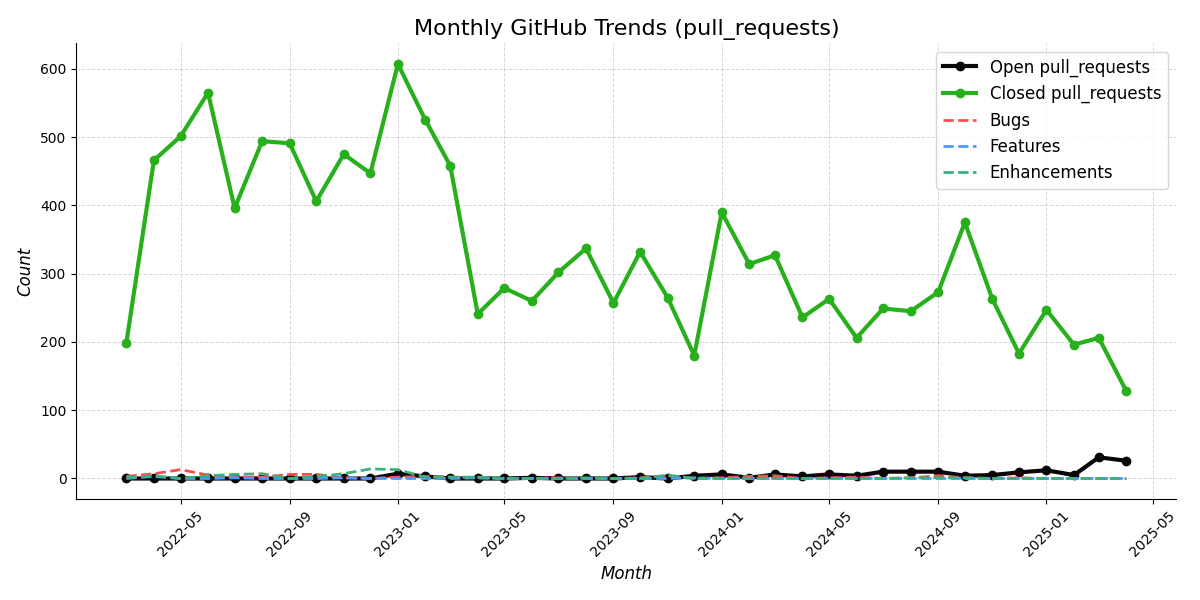 Monthly GitHub Trends (pull_requests)
Open pull_requests
Closed pull_requests
Bugs
Features
Enhancements
Count
600
500
400
300
200
100
0
2022-05
2022-09
2023-01
2023-05
2023-09
2024-01
2024-05
2024-09
2025-01
2025-05
Month